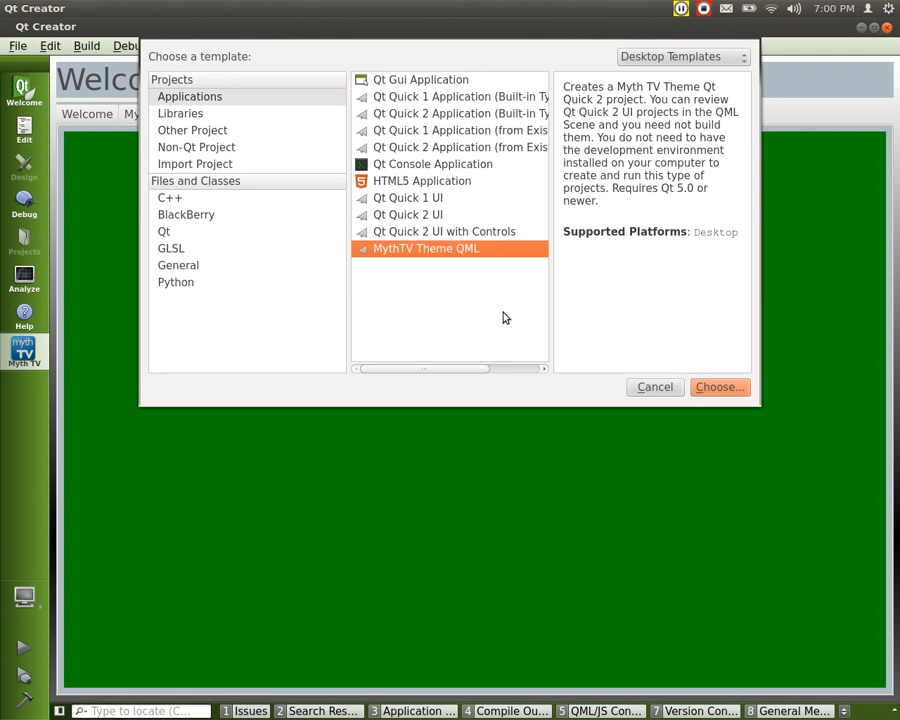 Qt Creator
7:00 PM
Qt Creator
File Edit Build Debu
Choose a template:
Desktop Templates
Welco
Welcome My
Projects
Applications
Libraries
Other Project
Non-Qt Project
Import Project
Files and Classes
C++
BlackBerry
Qt
GLSL
General
Python
Qt Gui Application
Qt Quick 1 Application (Built-in Ty
Qt Quick 2 Application (Built-in Ty
Qt Quick 1 Application (from Exis
Qt Quick 2 Application (from Exis
Qt Console Application
HTML5 Application
Qt Quick 1 UI
Qt Quick 2 UI
Qt Quick 2 UI with Controls
MythTV Theme QML
Creates a Myth TV Theme Qt
Quick 2 project. You can review
Qt Quick 2 UI projects in the QML
Scene and you need not build
them. You do not need to have
the development environment
installed on your computer to
create and run this type of
projects. Requires Qt 5.0 or
newer.
Supported Platforms: Desktop
Cancel
Choose...
Qt
Welcome
Edit
Design
Debug
Projects
Analyze
Help
myth
TV
Myth TV
Type to locate (C...
1 Issues
2 Search Res...
3 Application ...
4 Compile Ou...
5 QML/JS Con...
7 Version Con...
8 General Me...